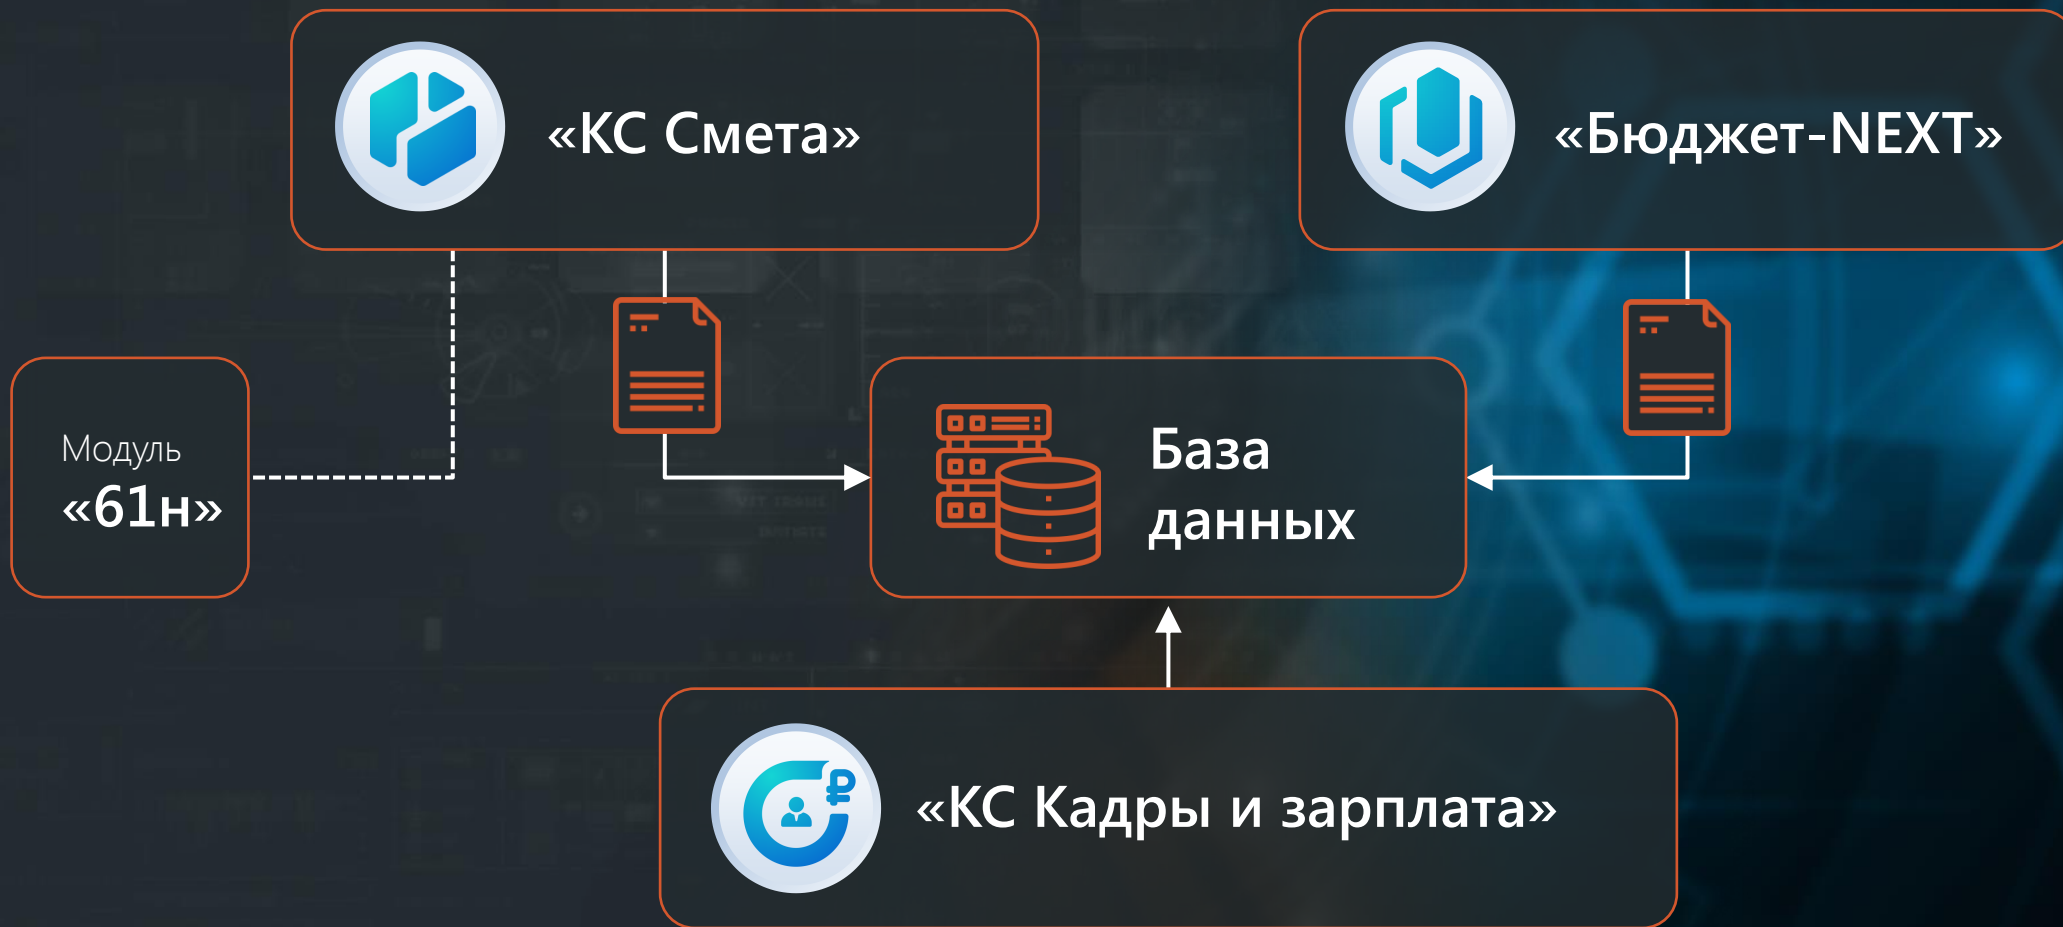 «КС Смета»
«Бюджет-NEXT»
Модуль
«61н»
База
данных
«КС Кадры и зарплата»